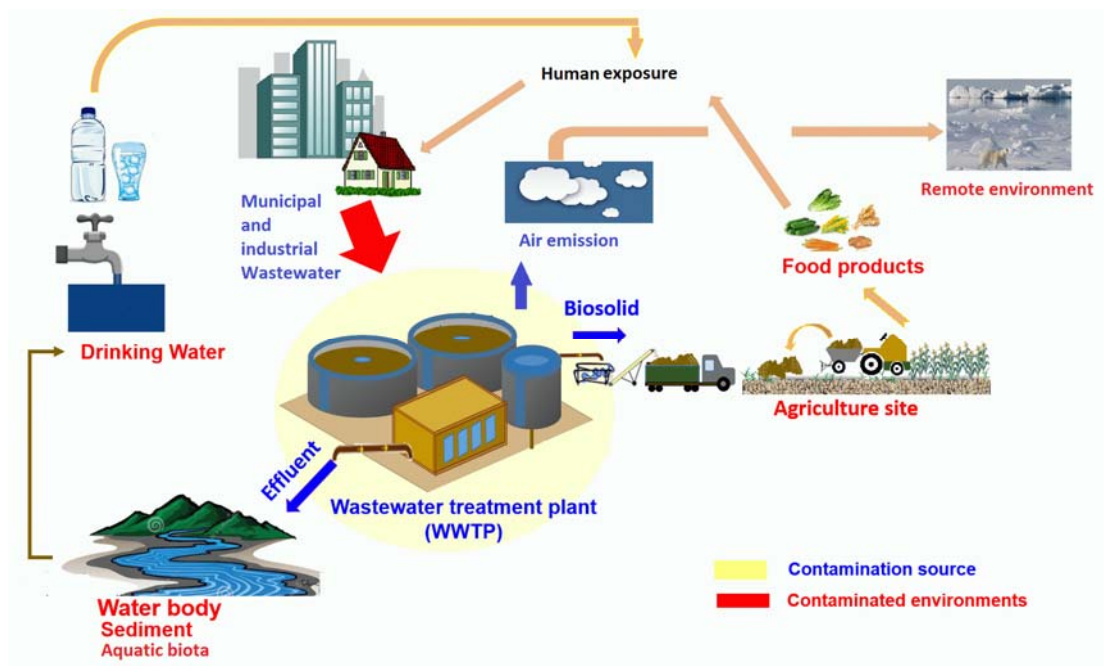 Human exposure
Remote environment
Municipal
and
industrial
Wastewater
Air emission
Food products
Biosolid
Drinking Water
Agriculture site
Effluent
Wastewater treatment plant
(WWTP)
Water body
Sediment
Aquatic biota
Contamination source
Contaminated environments